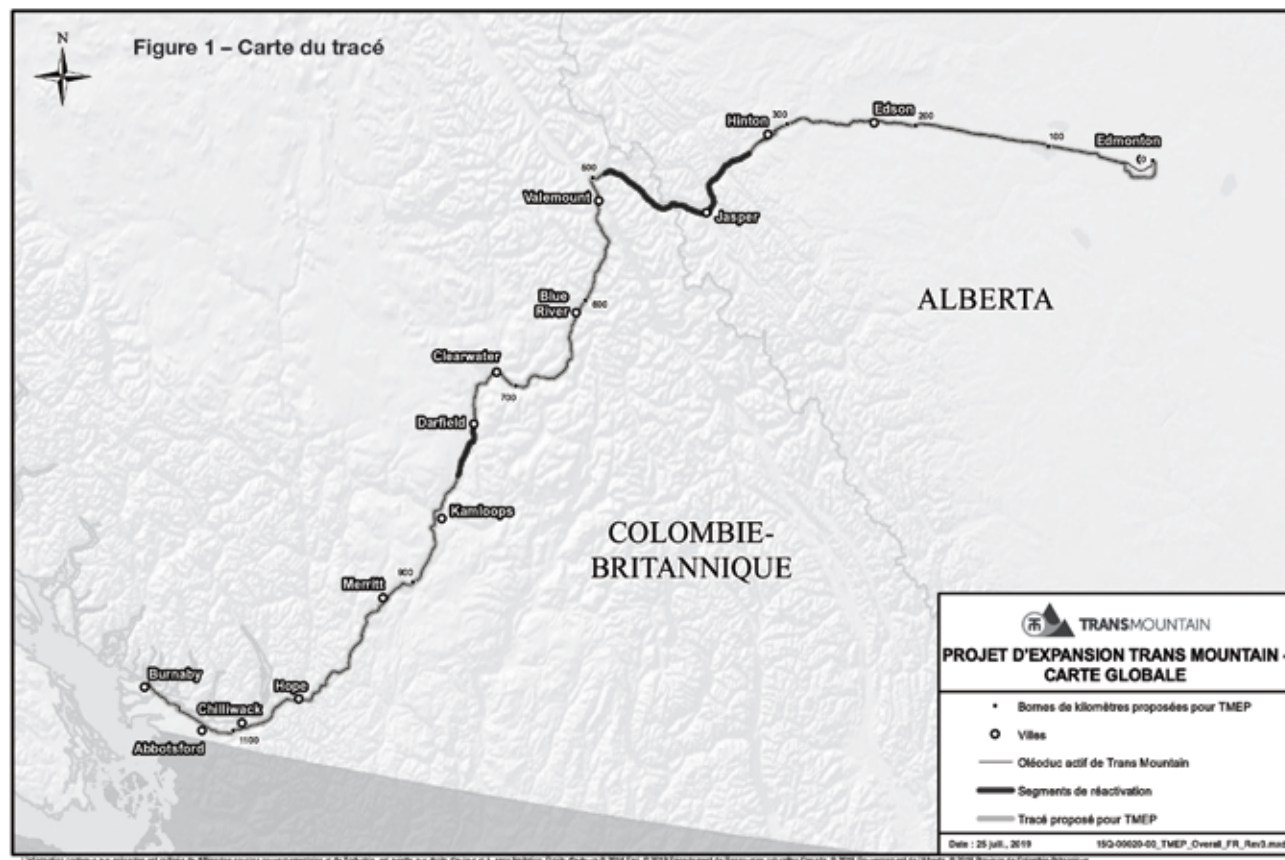 N
Figure 1 – Carte du tracé
Hinton
300
Edson
200
100
Edmonton
0
500
Valemount
Jasper
Blue
River
600
ALBERTA
Clearwater
700
Darfield
Kamloops
COLOMBIE-
BRITANNIQUE
900
Merritt
Burnaby
Hope
Chilliwack
1100
Abbotsford
TRANSMOUNTAIN
PROJET D'EXPANSION TRANS MOUNTAIN -
CARTE GLOBALE
Bornes de kilomètres proposées pour TMEP
Villes
Oléoduc actif de Trans Mountain
Segments de réactivation
Tracé proposé pour TMEP
Date : 25 juil., 2019